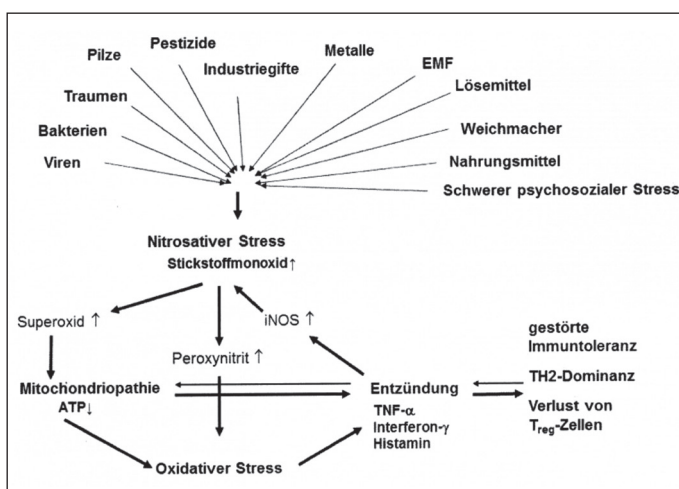 Pestizide
Pilze
Metalle
Industriegifte
EMF
Lösemittel
Traumen
Bakterien
Weichmacher
Viren
Nahrungsmittel
Schwerer psychosozialer Stress
Nitrosativer Stress
Stickstoffmonoxid↑
Superoxid ↑
iNOS ↑
Peroxynitrit ↑
gestörte
Immuntoleranz
Mitochondriopathie
ATP↓
Entzündung
TNF-α
Interferon-γ
Histamin
TH2-Dominanz
Verlust von
Treg-Zellen
Oxidativer Stress